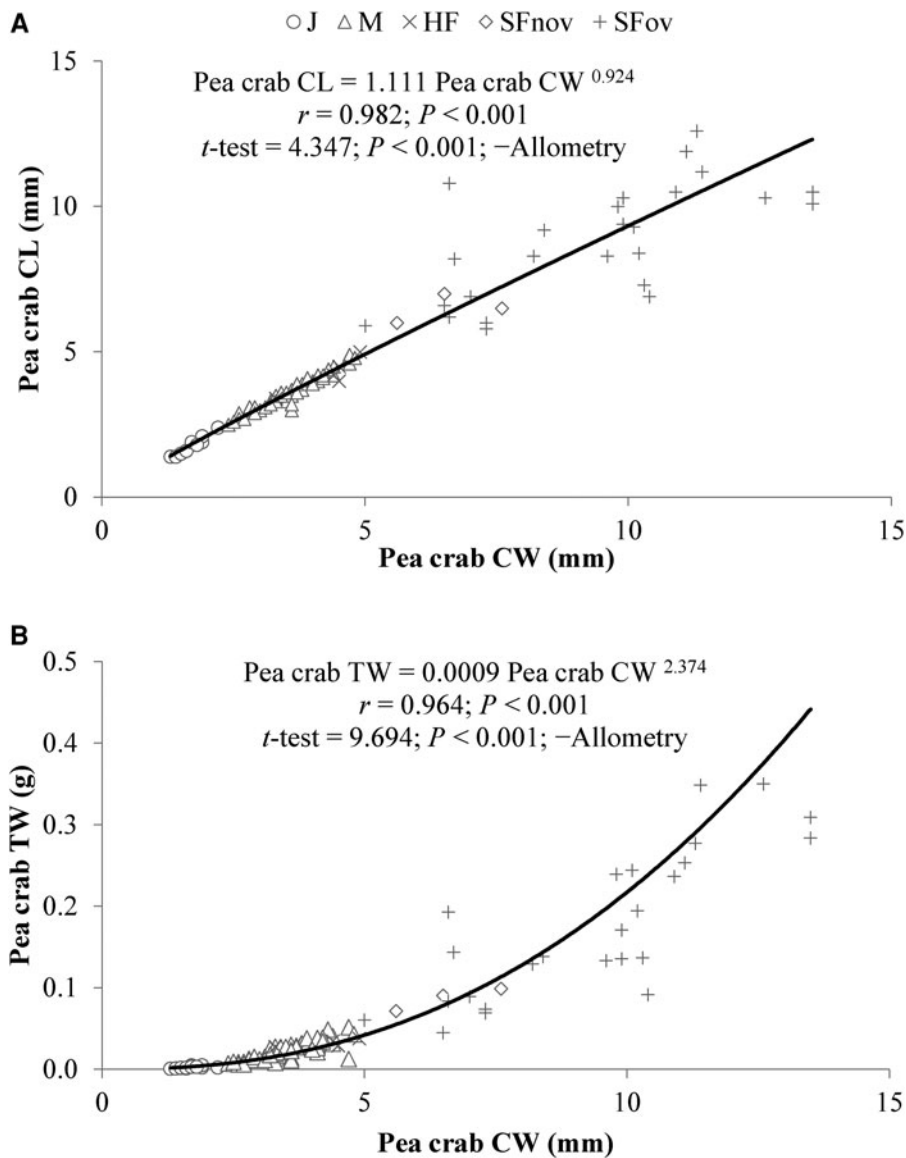 A
J M HF SFnov SFov
15
Pea crab CL = 1.111 Pea crab CW 0.924
r = 0.982; P < 0.001
t-test = 4.347; P < 0.001; −Allometry
10
Pea crab CL (mm)
5
0
0 5 10 15
Pea crab CW (mm)
B
0.5
Pea crab TW = 0.0009 Pea crab CW 2.374
r = 0.964; P < 0.001
t-test = 9.694; P < 0.001; −Allometry
0.4
0.3
Pea crab TW (g)
0.2
0.1
0.0
0 5 10 15
Pea crab CW (mm)